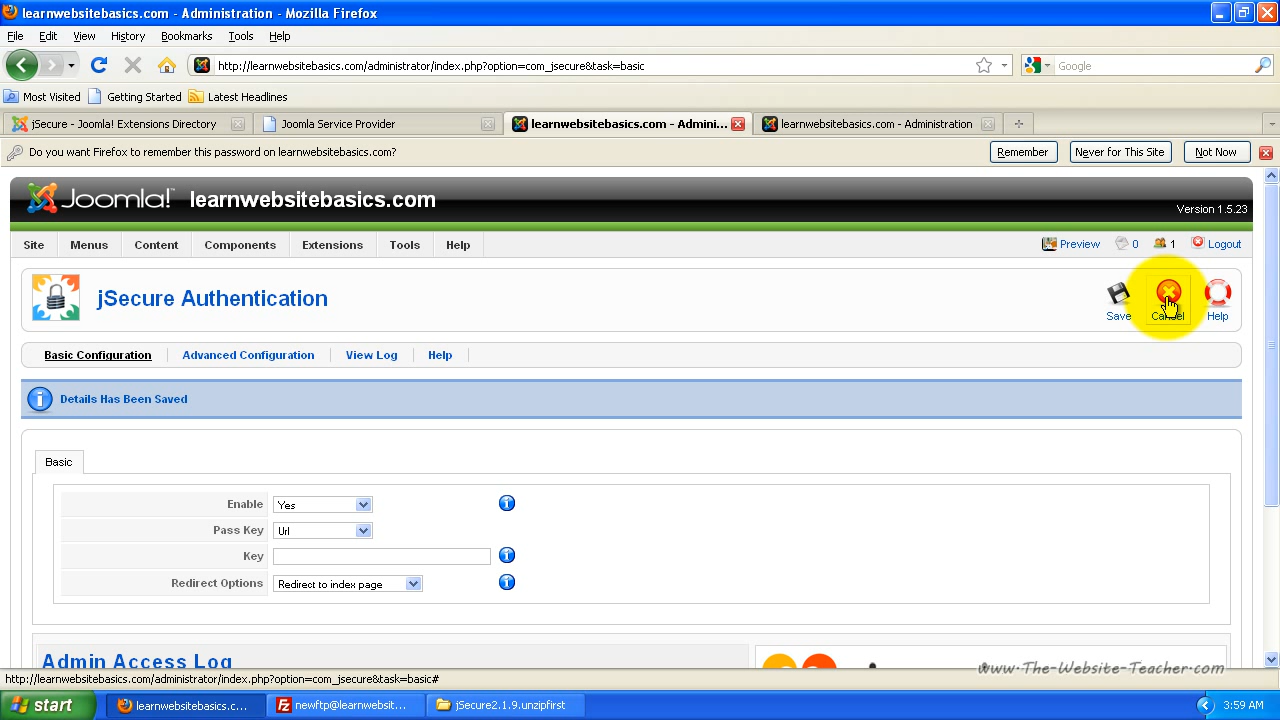 learnwebsitebasics.com - Administration - Mozilla Firefox
File Edit View History Bookmarks Tools Help
http://learnwebsitebasics.com/administrator/index.php?option=com_jsecure&task=basic
Google
Most Visited Getting Started Latest Headlines
jSecure - Joomla! Extensions Directory Joomla Service Provider learnwebsitebasics.com - Admini... learnwebsitebasics.com - Administration
Do you want Firefox to remember this password on learnwebsitebasics.com? Remember Never for This Site Not Now
Joomla! learnwebsitebasics.com
Version 1.5.23
Site Menus Content Components Extensions Tools Help Preview 0 1 Logout
jSecure Authentication
Save Cancel Help
Basic Configuration Advanced Configuration View Log Help
Details Has Been Saved
Basic
Enable Yes
Pass Key Url
Key
Redirect Options Redirect to index page
Admin Access Log
www.The-Website-Teacher.com
http://learnwebsitebasics.com/administrator/index.php?option=com_jsecure&task=basic#
start learnwebsitebasics.c... newftp@learnwebsit... jSecure2.1.9.unzipfirst 3:59 AM